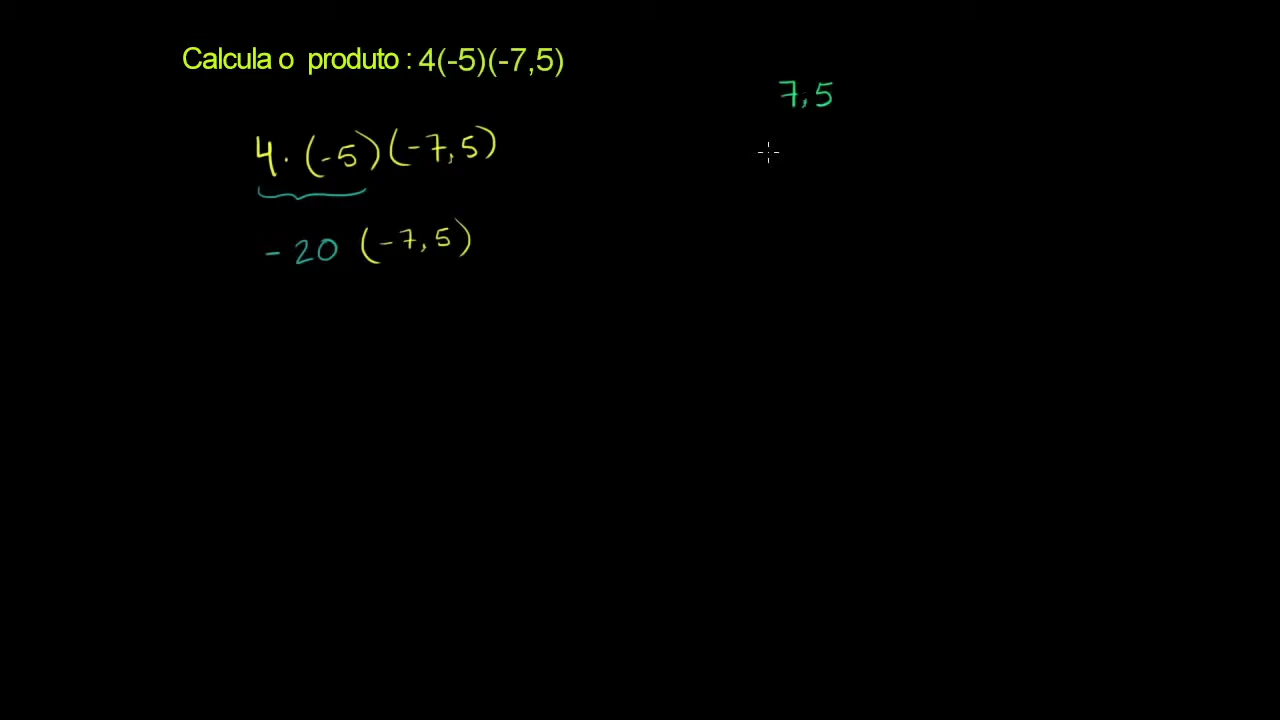 Calcula o produto : 4(-5)(-7,5)
7,5
4. (-5)(-7,5)
-20 (-7,5)